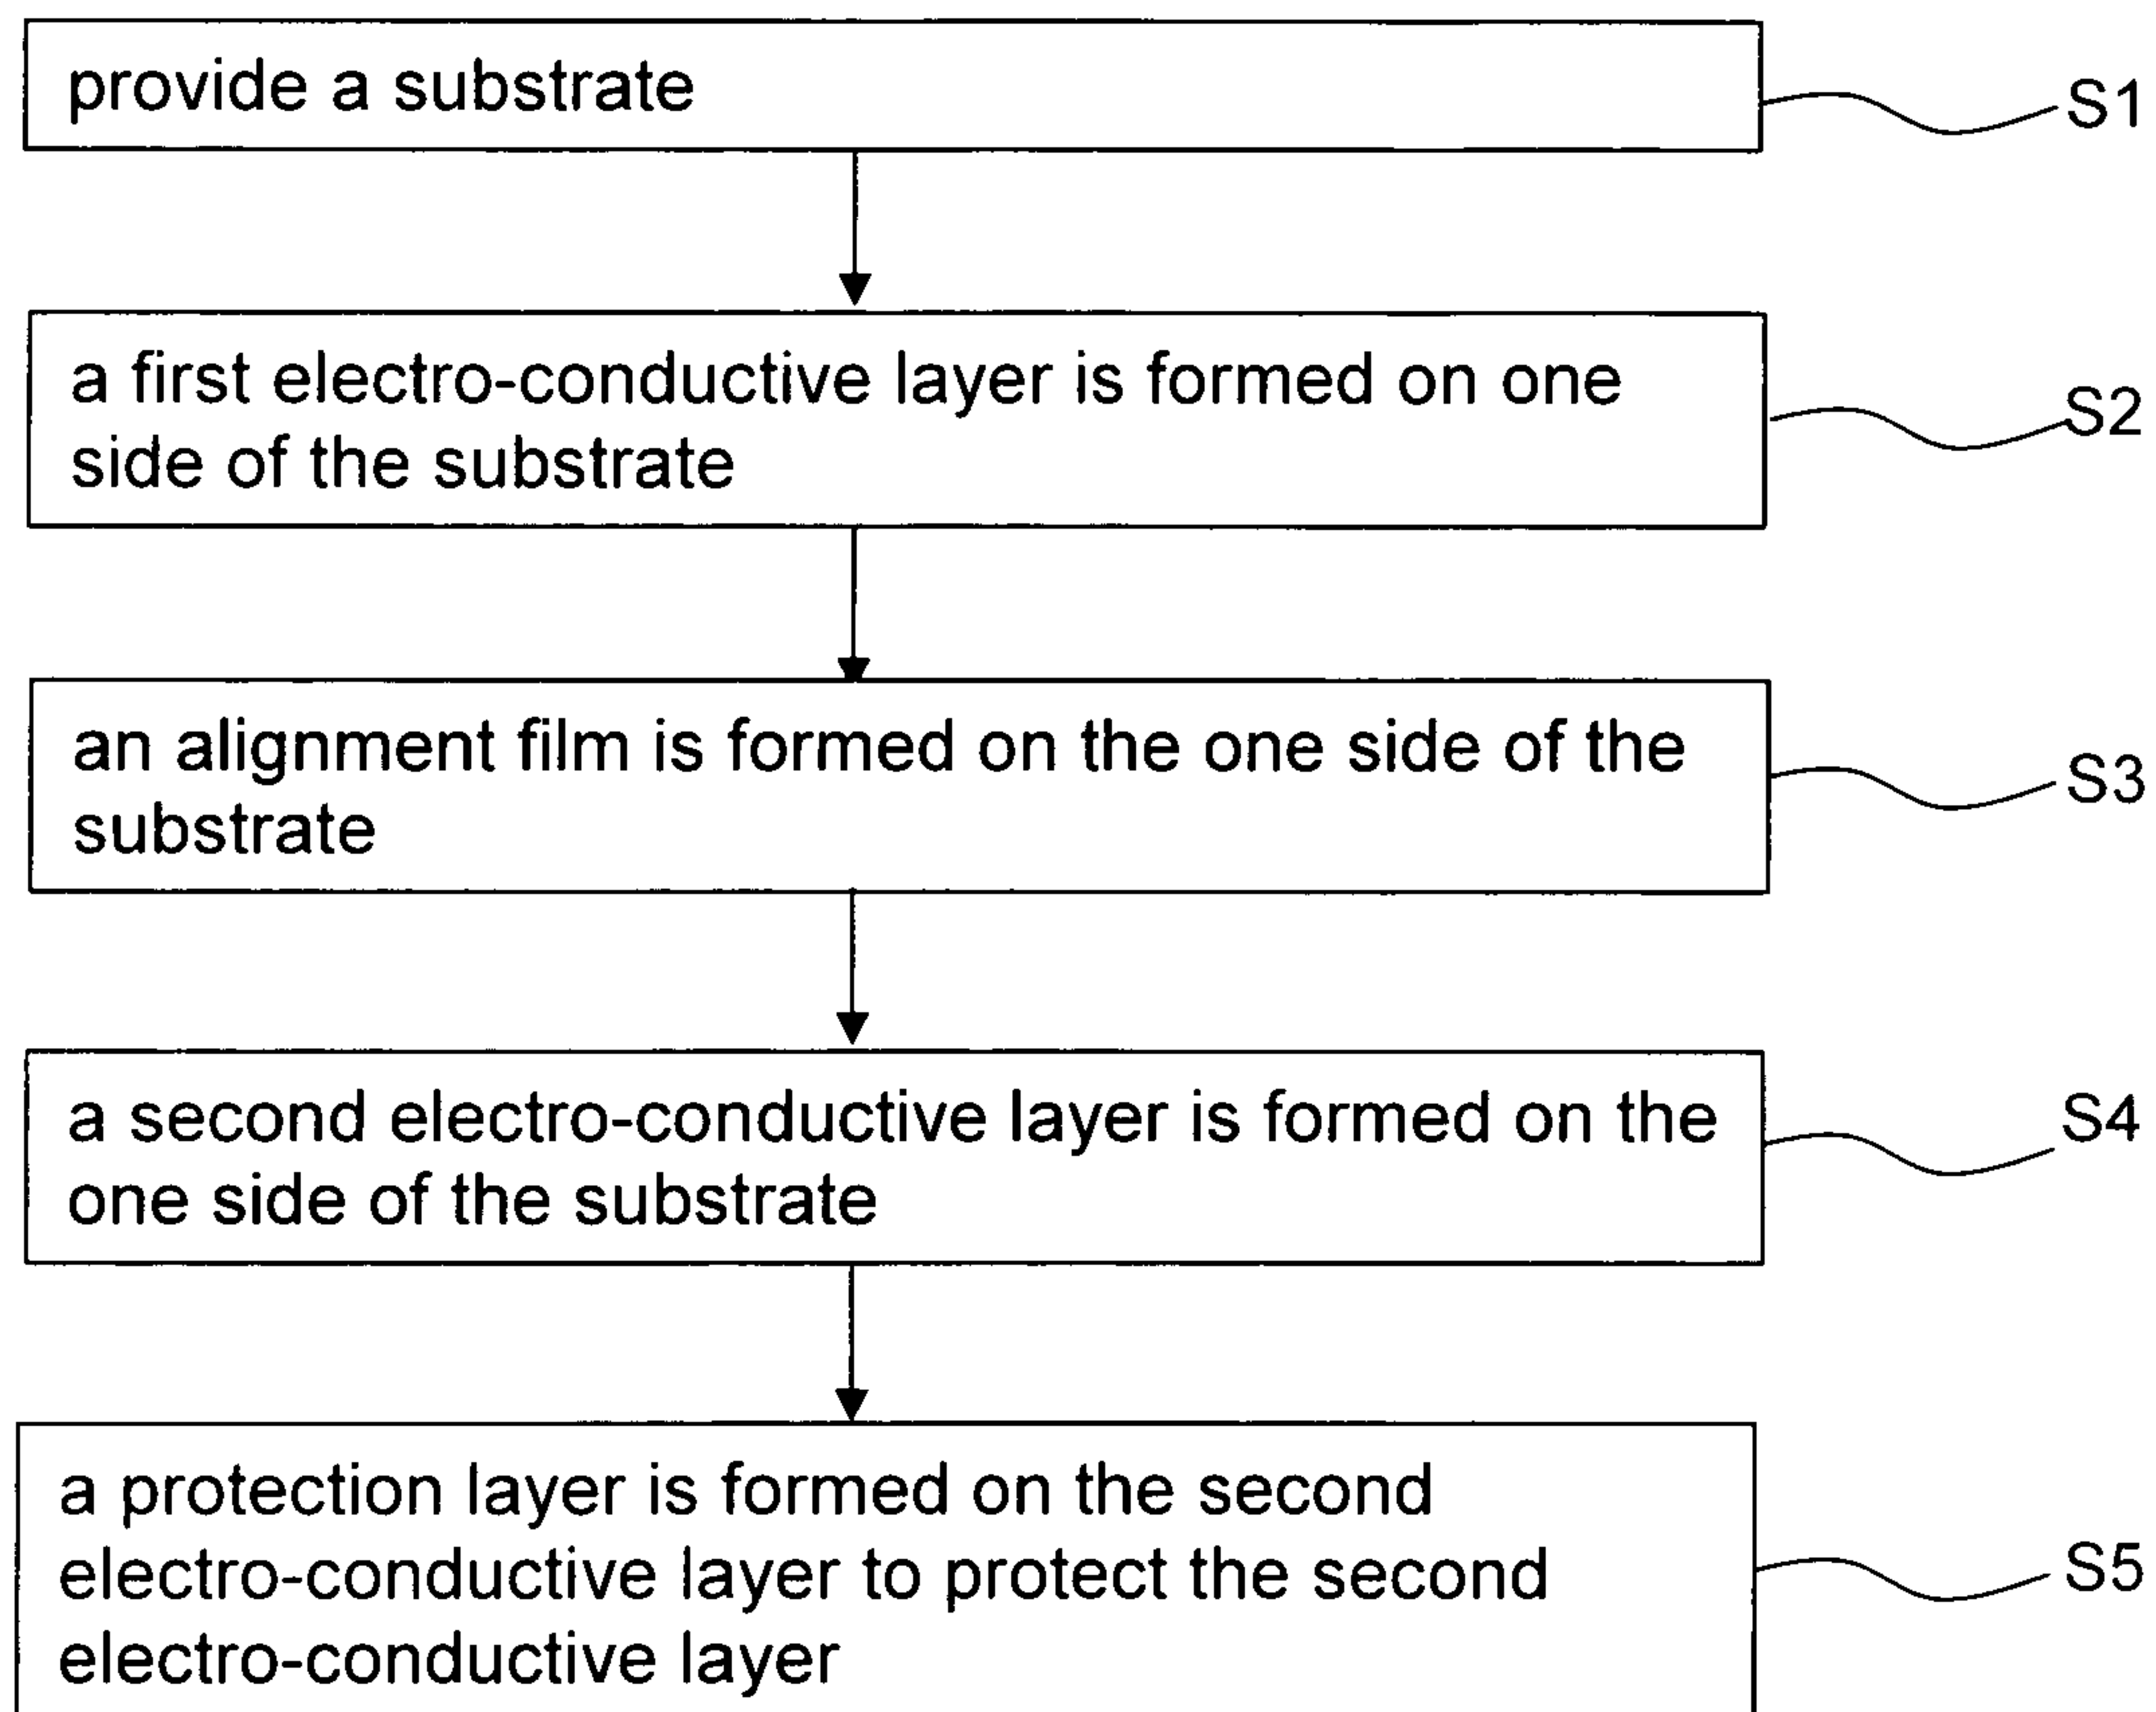 provide a substrate
S1
a first electro-conductive layer is formed on one
side of the substrate
S2
an alignment film is formed on the one side of the
substrate
S3
a second electro-conductive layer is formed on the
one side of the substrate
S4
a protection layer is formed on the second
electro-conductive layer to protect the second
electro-conductive layer
S5